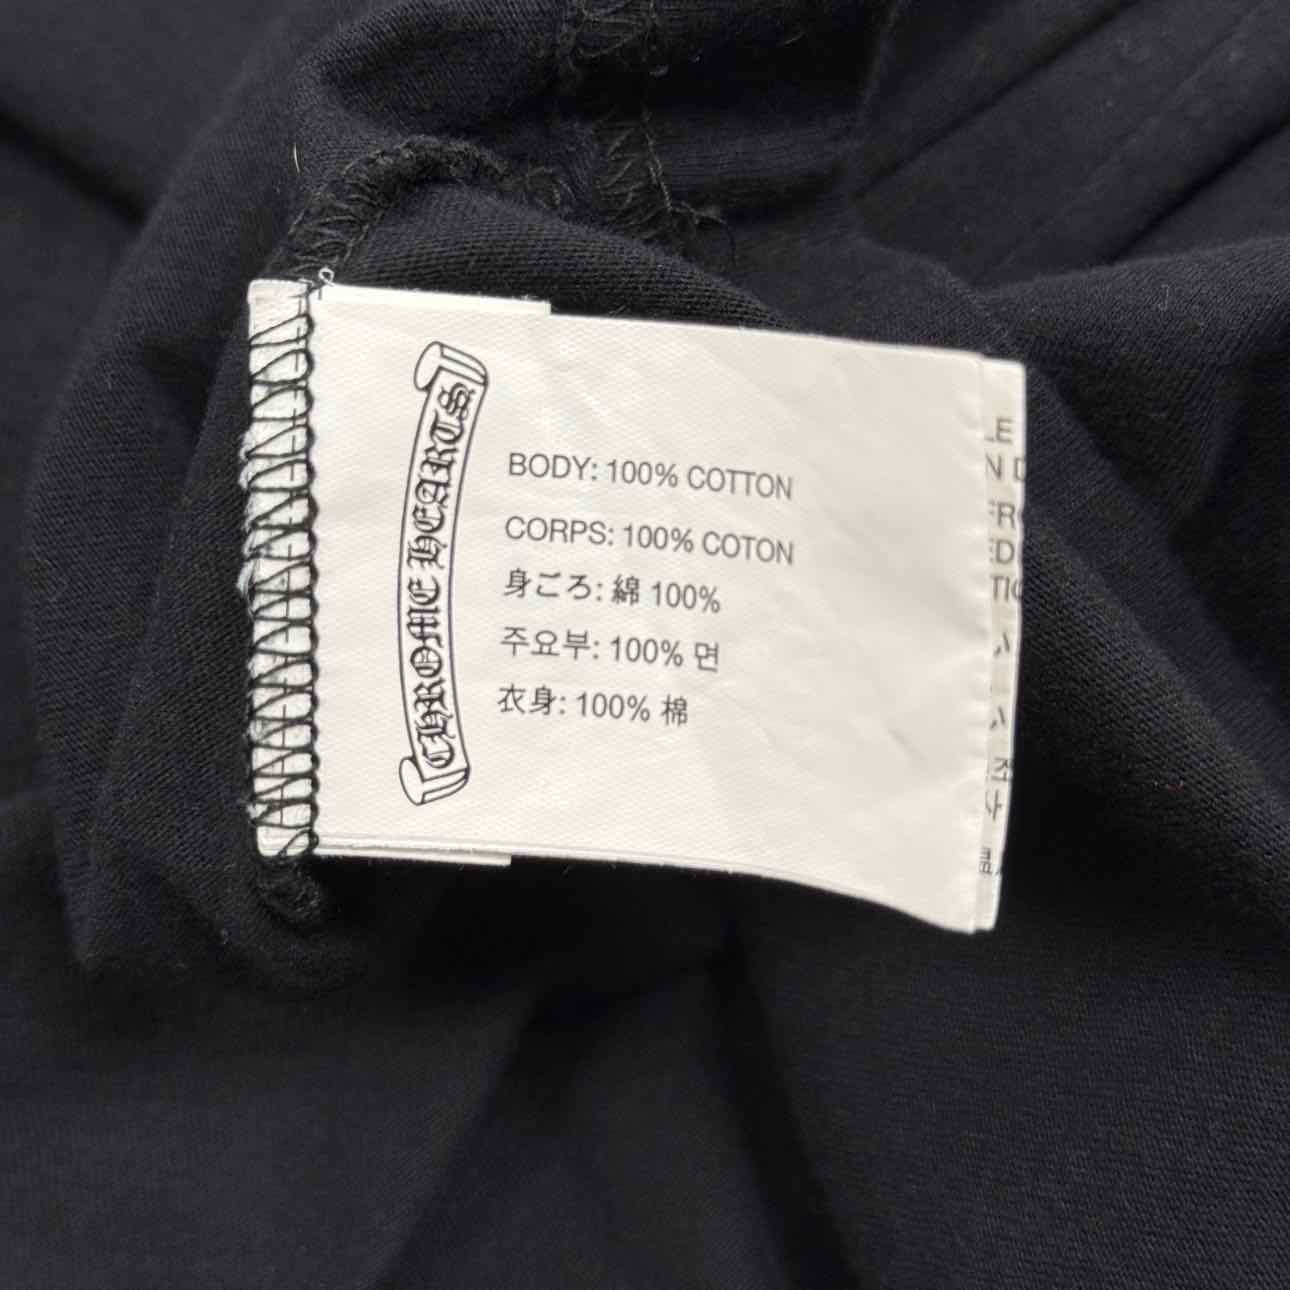 CHROME HEARTS
BODY: 100% COTTON
CORPS: 100% COTON
身ごろ: 綿 100%
주요부: 100% 면
衣身: 100% 棉